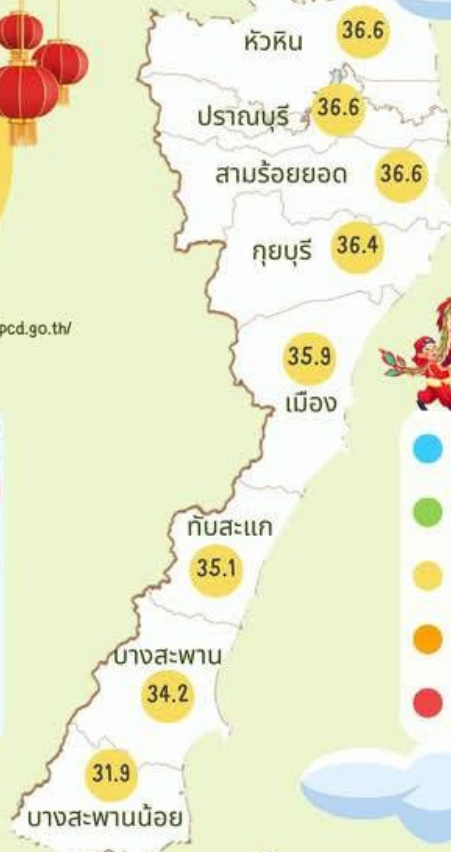 หัวหิน 36.6
ปราณบุรี 36.6
สามร้อยยอด 36.6
กุยบุรี 36.4
pcd.go.th/
35.9
เมือง
ทับสะแก
35.1
บางสะพาน
34.2
31.9
บางสะพานน้อย